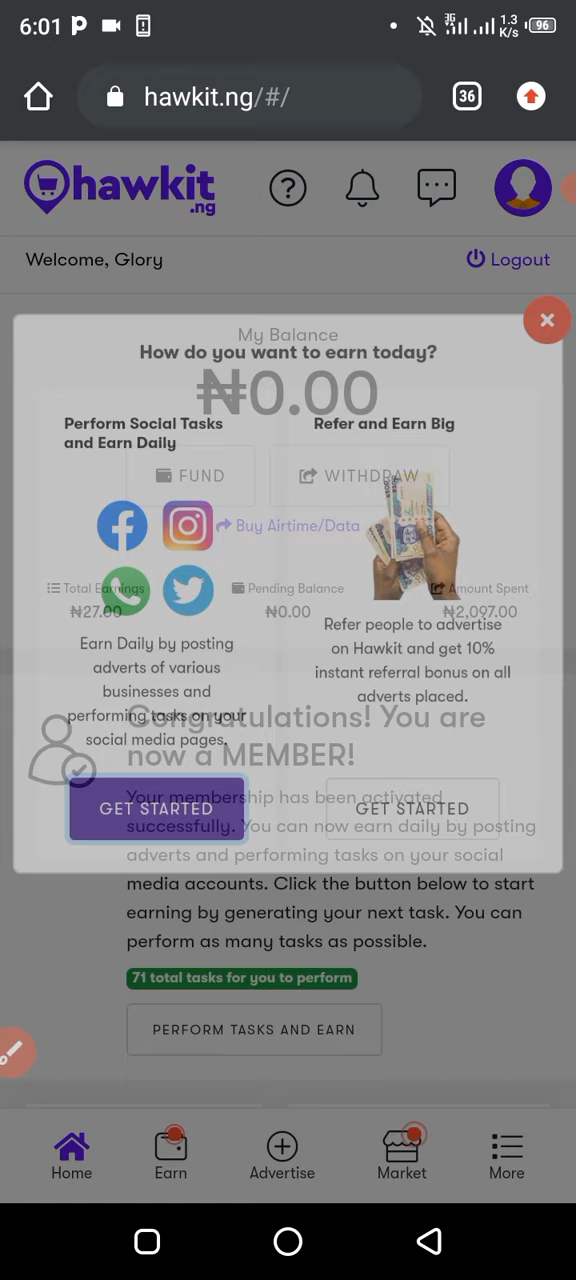 6:01
3G
1.3
K/s
96
hawkit.ng/#/
36
hawkit
.ng
Welcome, Glory
Logout
My Balance
How do you want to earn today?
₦0.00
Perform Social Tasks
and Earn Daily
Refer and Earn Big
FUND
WITHDRAW
Buy Airtime/Data
Total Earnings
Pending Balance
Amount Spent
₦27.00
₦0.00
₦2,097.00
Earn Daily by posting
adverts of various
businesses and
performing tasks on your
social media pages.
Refer people to advertise
on Hawkit and get 10%
instant referral bonus on all
adverts placed.
Congratulations! You are
now a MEMBER!
GET STARTED
GET STARTED
Your membership has been activated
successfully. You can now earn daily by posting
adverts and performing tasks on your social
media accounts. Click the button below to start
earning by generating your next task. You can
perform as many tasks as possible.
71 total tasks for you to perform
PERFORM TASKS AND EARN
Home
Earn
Advertise
Market
More